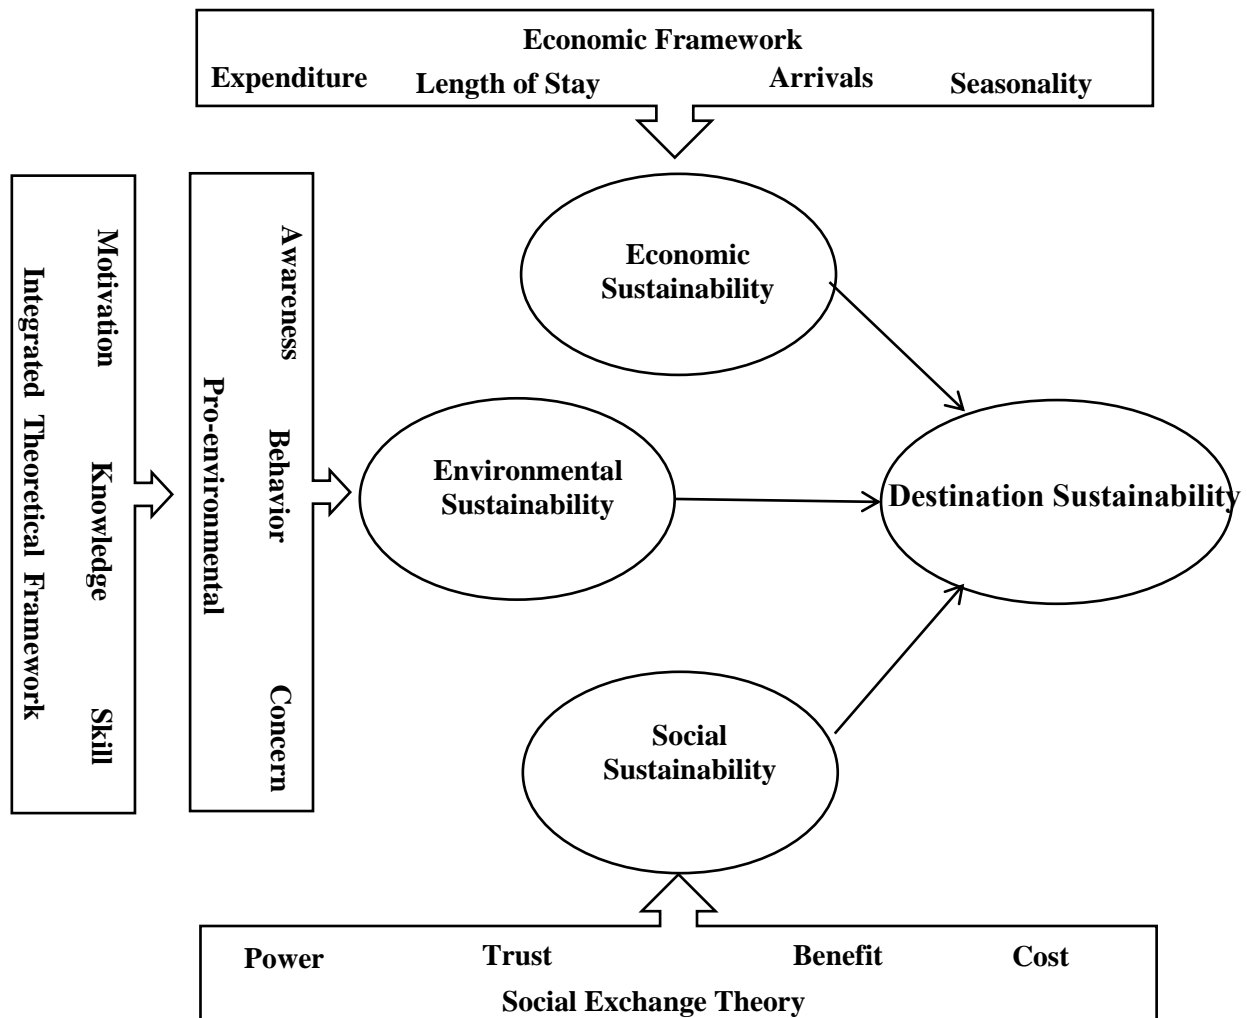 Economic Framework
Expenditure Length of Stay Arrivals Seasonality
Integrated Theoretical Framework
Motivation Knowledge Skill
Pro-environmental
Awareness Behavior Concern
Economic
Sustainability
Environmental
Sustainability
Destination Sustainability
Social
Sustainability
Power Trust Benefit Cost
Social Exchange Theory